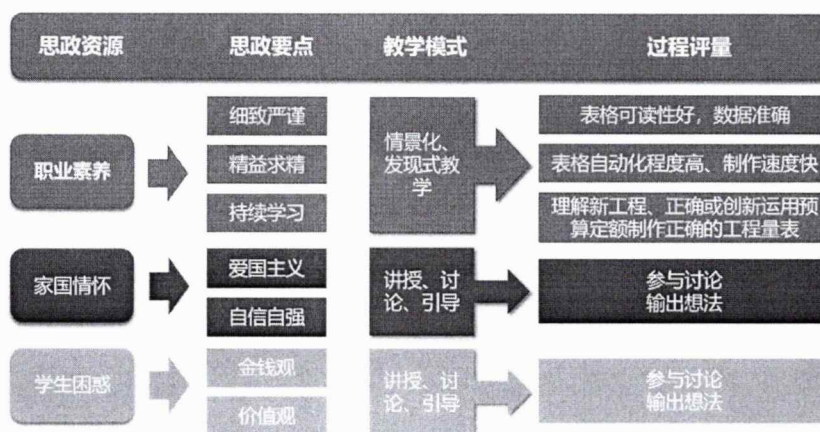 思政资源 思政要点 教学模式 过程评量
职业素养
细致严谨
精益求精
持续学习
情景化、
发现式教
学
表格可读性好，数据准确
表格自动化程度高、制作速度快
理解新工程、正确或创新运用预
算定额制作正确的工程量表
家国情怀
爱国主义
自信自强
讲授、讨
论、引导
参与讨论
输出想法
学生困惑
金钱观
价值观
讲授、讨
论、引导
参与讨论
输出想法